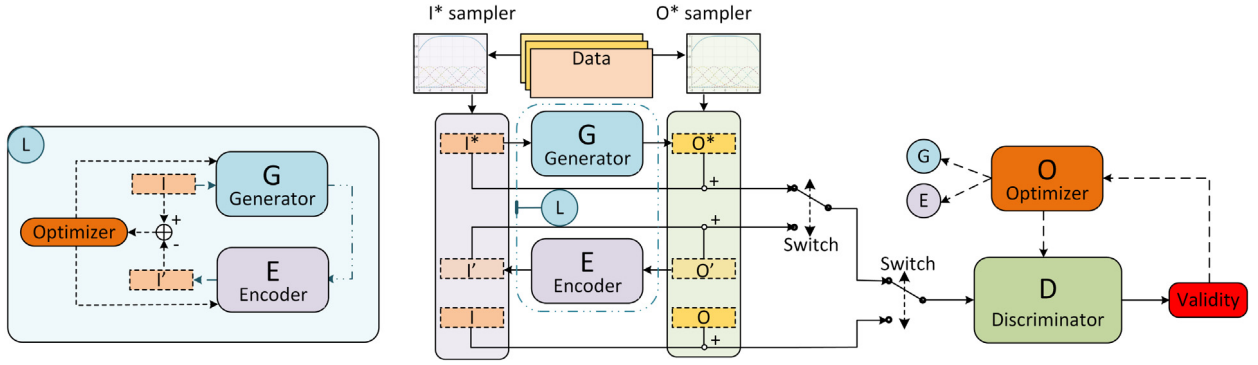 I* sampler
O* sampler
Data
L
I
G
Generator
+
Optimizer
-
I'
E
Encoder
I*
G
Generator
O*
+
L
Switch
+
I'
E
Encoder
O'
I
O
+
Switch
G
E
O
Optimizer
D
Discriminator
Validity